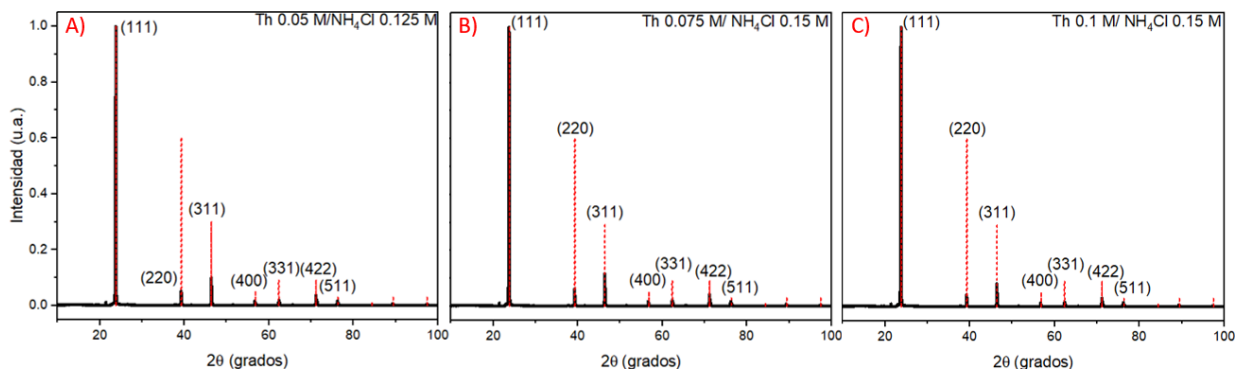 A)
Th 0.05 M/NH₄Cl 0.125 M
(111)
(220)
(311)
(400)
(331)
(422)
(511)
Intensidad (u.a.)
1.0
0.8
0.6
0.4
0.2
0.0
20 40 60 80 100
2θ (grados)
B)
Th 0.075 M/ NH₄Cl 0.15 M
(111)
(220)
(311)
(400)
(331)
(422)
(511)
20 40 60 80 100
2θ (grados)
C)
Th 0.1 M/ NH₄Cl 0.15 M
(111)
(220)
(311)
(400)
(331)
(422)
(511)
20 40 60 80 100
2θ (grados)